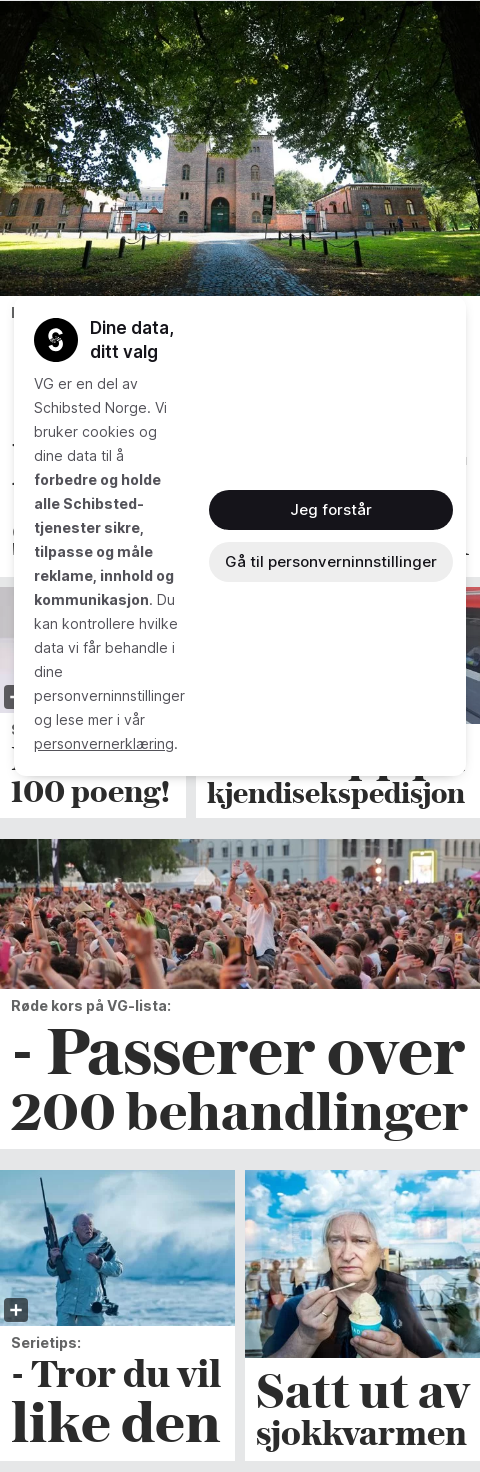 Dine data,
ditt valg
VG er en del av
Schibsted Norge. Vi
bruker cookies og
dine data til å
forbedre og holde
alle Schibsted-
tjenester sikre,
tilpasse og måle
reklame, innhold og
kommunikasjon. Du
kan kontrollere hvilke
data vi får behandle i
dine
personverninnstillinger
og lese mer i vår
personvernerklæring.
Jeg forstår
Gå til personverninnstillinger
100 poeng!
kjendisekspedisjon
Røde kors på VG-lista:
- Passerer over
200 behandlinger
Serietips:
- Tror du vil
like den
Satt ut av
sjokkvarmen